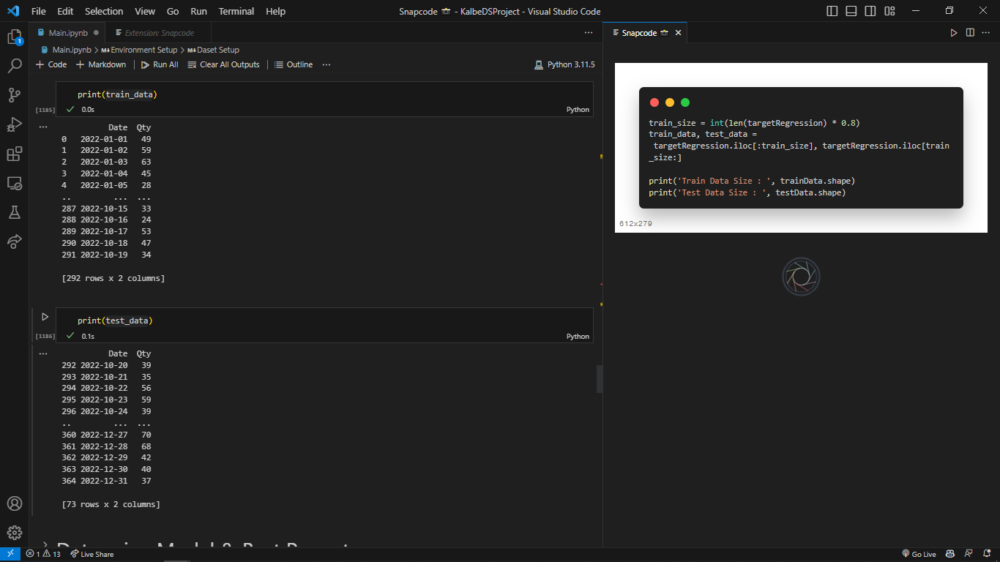 File Edit Selection View Go Run Terminal Help Snapcode - KalbeDSProject - Visual Studio Code
Main.ipynb Extension: Snapcode Snapcode
Main.ipynb > M↓Environment Setup > M↓Daset Setup
+ Code + Markdown Run All Clear All Outputs Outline ... Python 3.11.5
print(train_data)
[1185] 0.0s Python
Date Qty
0 2022-01-01 49
1 2022-01-02 59
2 2022-01-03 63
3 2022-01-04 45
4 2022-01-05 28
.. ... ...
287 2022-10-15 33
288 2022-10-16 24
289 2022-10-17 53
290 2022-10-18 47
291 2022-10-19 34
[292 rows x 2 columns]
print(test_data)
[1186] 0.1s Python
Date Qty
292 2022-10-20 39
293 2022-10-21 35
294 2022-10-22 56
295 2022-10-23 59
296 2022-10-24 39
.. ... ...
360 2022-12-27 70
361 2022-12-28 68
362 2022-12-29 42
363 2022-12-30 40
364 2022-12-31 37
[73 rows x 2 columns]
train_size = int(len(targetRegression) * 0.8)
train_data, test_data =
targetRegression.iloc[:train_size], targetRegression.iloc[train
_size:]
print('Train Data Size : ', trainData.shape)
print('Test Data Size : ', testData.shape)
612x279
1 13 Live Share Go Live